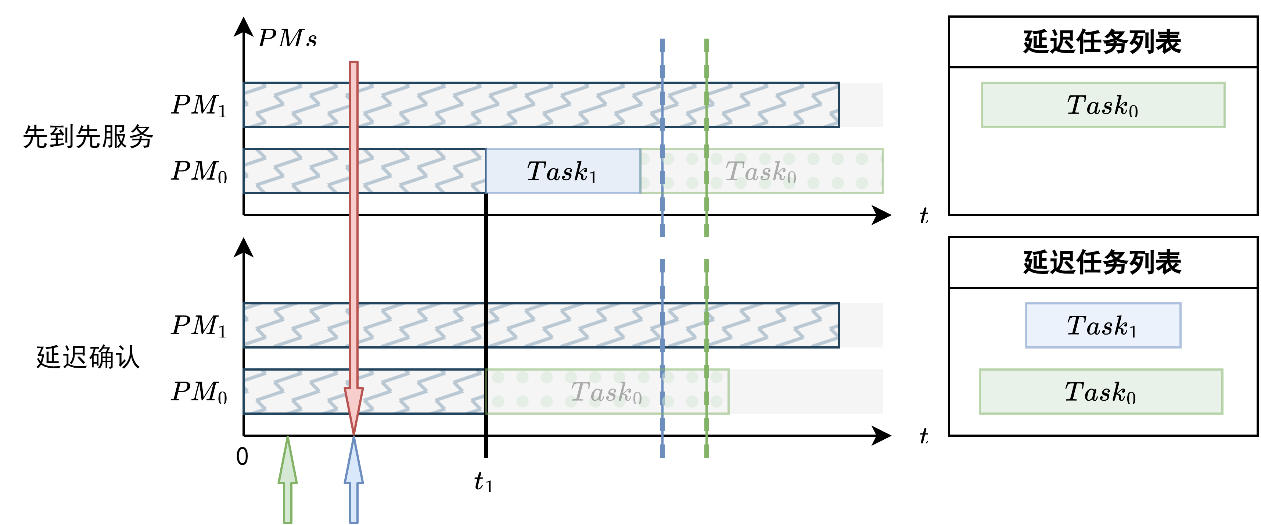 PMs
延迟任务列表
PM₁
Task₀
先到先服务
PM₀
Task₁
Task₀
t
延迟任务列表
PM₁
Task₁
延迟确认
PM₀
Task₀
Task₀
t
0
t₁